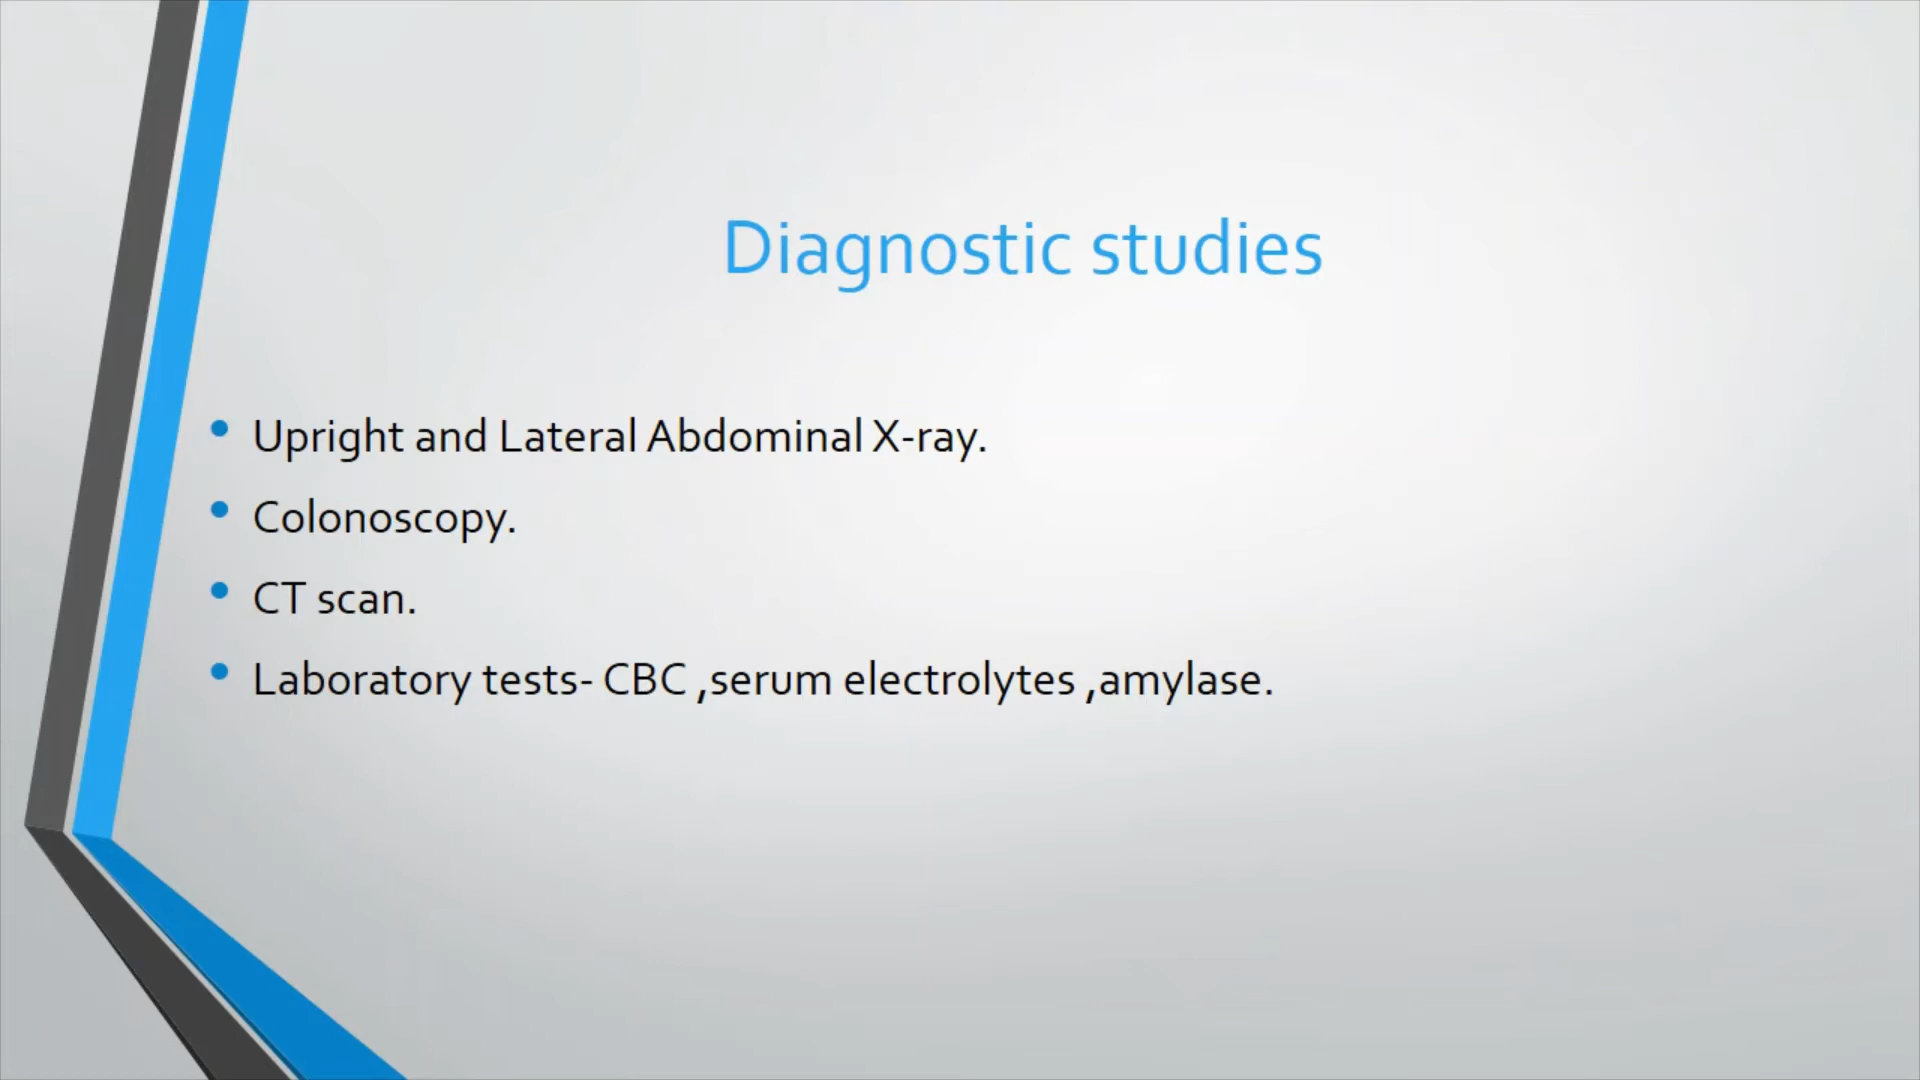 Diagnostic studies
• Upright and Lateral Abdominal X-ray.
• Colonoscopy.
• CT scan.
• Laboratory tests- CBC ,serum electrolytes ,amylase.